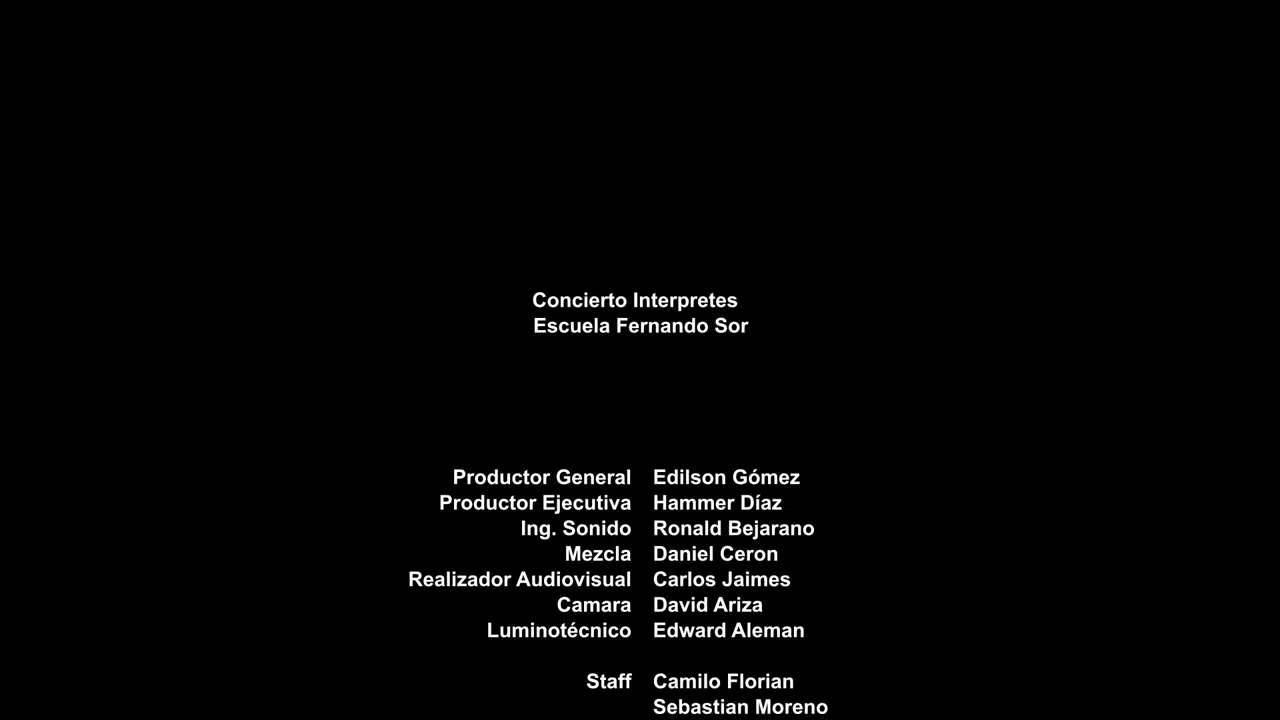 Concierto Interpretes
Escuela Fernando Sor
Productor General Edilson Gómez
Productor Ejecutiva Hammer Díaz
Ing. Sonido Ronald Bejarano
Mezcla Daniel Ceron
Realizador Audiovisual Carlos Jaimes
Camara David Ariza
Luminotécnico Edward Aleman
Staff Camilo Florian
Sebastian Moreno